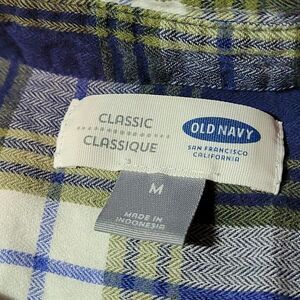 CLASSIC
CLASSIQUE
OLD NAVY
SAN FRANCISCO
CALIFORNIA
M
MADE IN
INDONESIA